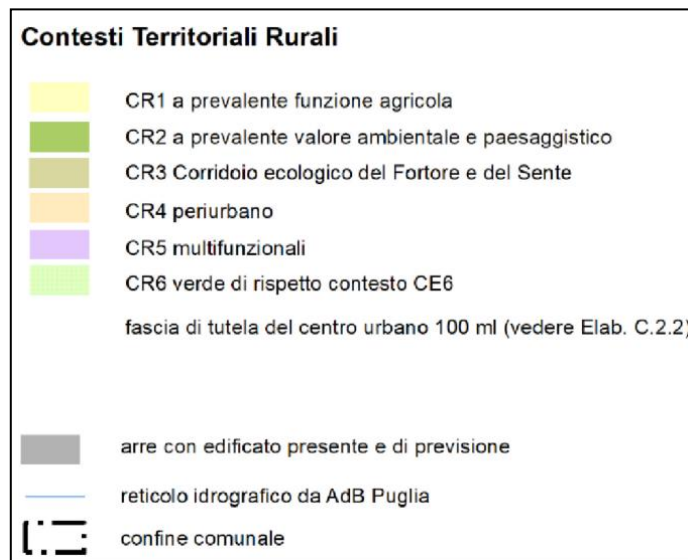 Contesti Territoriali Rurali
CR1 a prevalente funzione agricola
CR2 a prevalente valore ambientale e paesaggistico
CR3 Corridoio ecologico del Fortore e del Sente
CR4 periurbano
CR5 multifunzionali
CR6 verde di rispetto contesto CE6
fascia di tutela del centro urbano 100 ml (vedere Elab. C.2.2)
arre con edificato presente e di previsione
reticolo idrografico da AdB Puglia
confine comunale